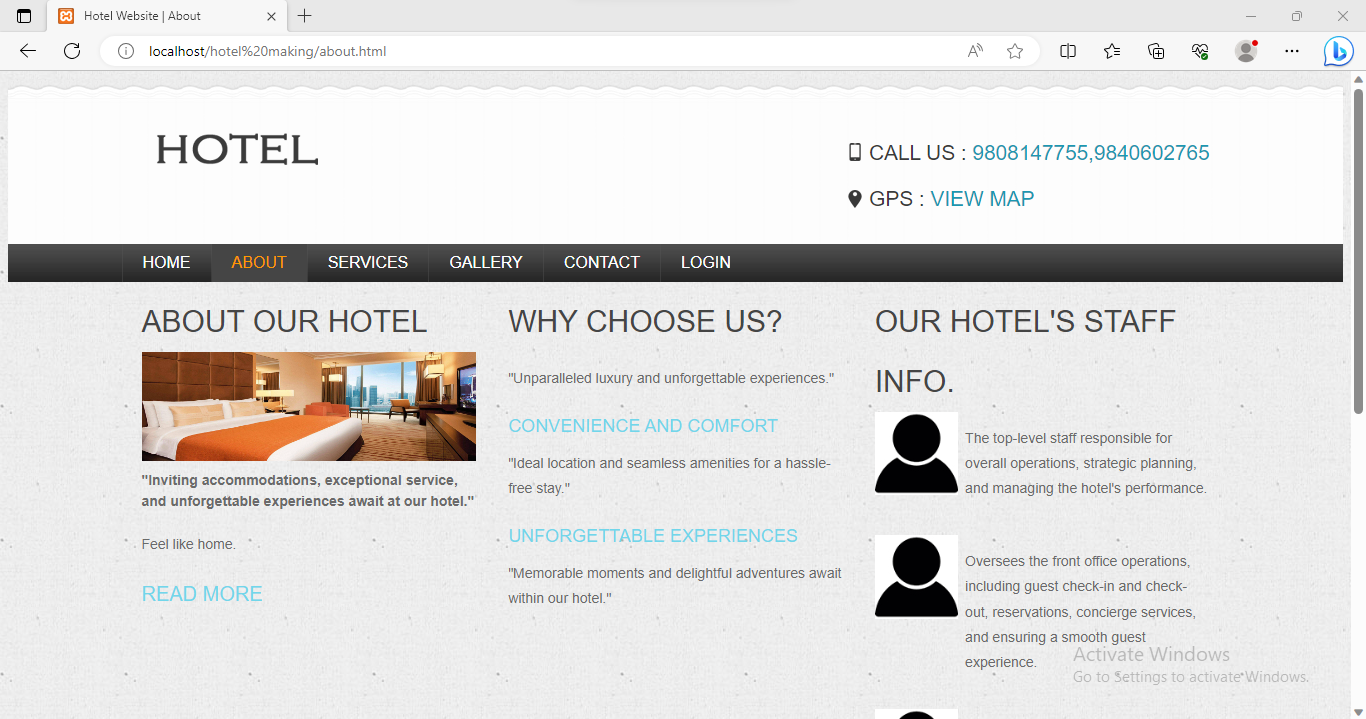 Hotel Website | About
localhost/hotel%20making/about.html
HOTEL
CALL US : 9808147755,9840602765
GPS : VIEW MAP
HOME ABOUT SERVICES GALLERY CONTACT LOGIN
ABOUT OUR HOTEL
"Inviting accommodations, exceptional service,
and unforgettable experiences await at our hotel."
Feel like home.
READ MORE
WHY CHOOSE US?
"Unparalleled luxury and unforgettable experiences."
CONVENIENCE AND COMFORT
"Ideal location and seamless amenities for a hassle-
free stay."
UNFORGETTABLE EXPERIENCES
"Memorable moments and delightful adventures await
within our hotel."
OUR HOTEL'S STAFF
INFO.
The top-level staff responsible for
overall operations, strategic planning,
and managing the hotel's performance.
Oversees the front office operations,
including guest check-in and check-
out, reservations, concierge services,
and ensuring a smooth guest
experience.
Activate Windows
Go to Settings to activate Windows.